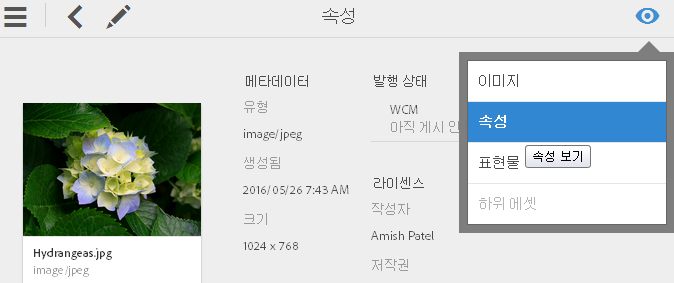 속성
메타데이터
유형
image/jpeg
생성됨
2016/05/26 7:43 AM
크기
1024 x 768
발행 상태
WCM
아직 게시 안
라이센스
작성자
Amish Patel
저작권
이미지
속성
표현물
속성 보기
하위 에셋
Hydrangeas.jpg
image/jpeg